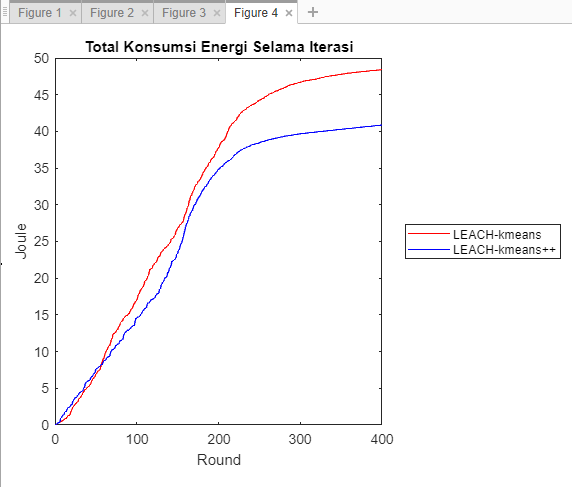 Figure 1 × Figure 2 × Figure 3 × Figure 4 × +
Total Konsumsi Energi Selama Iterasi
50
45
40
35
30
25
20
15
10
5
0
Joule
0 100 200 300 400
Round
LEACH-kmeans
LEACH-kmeans++